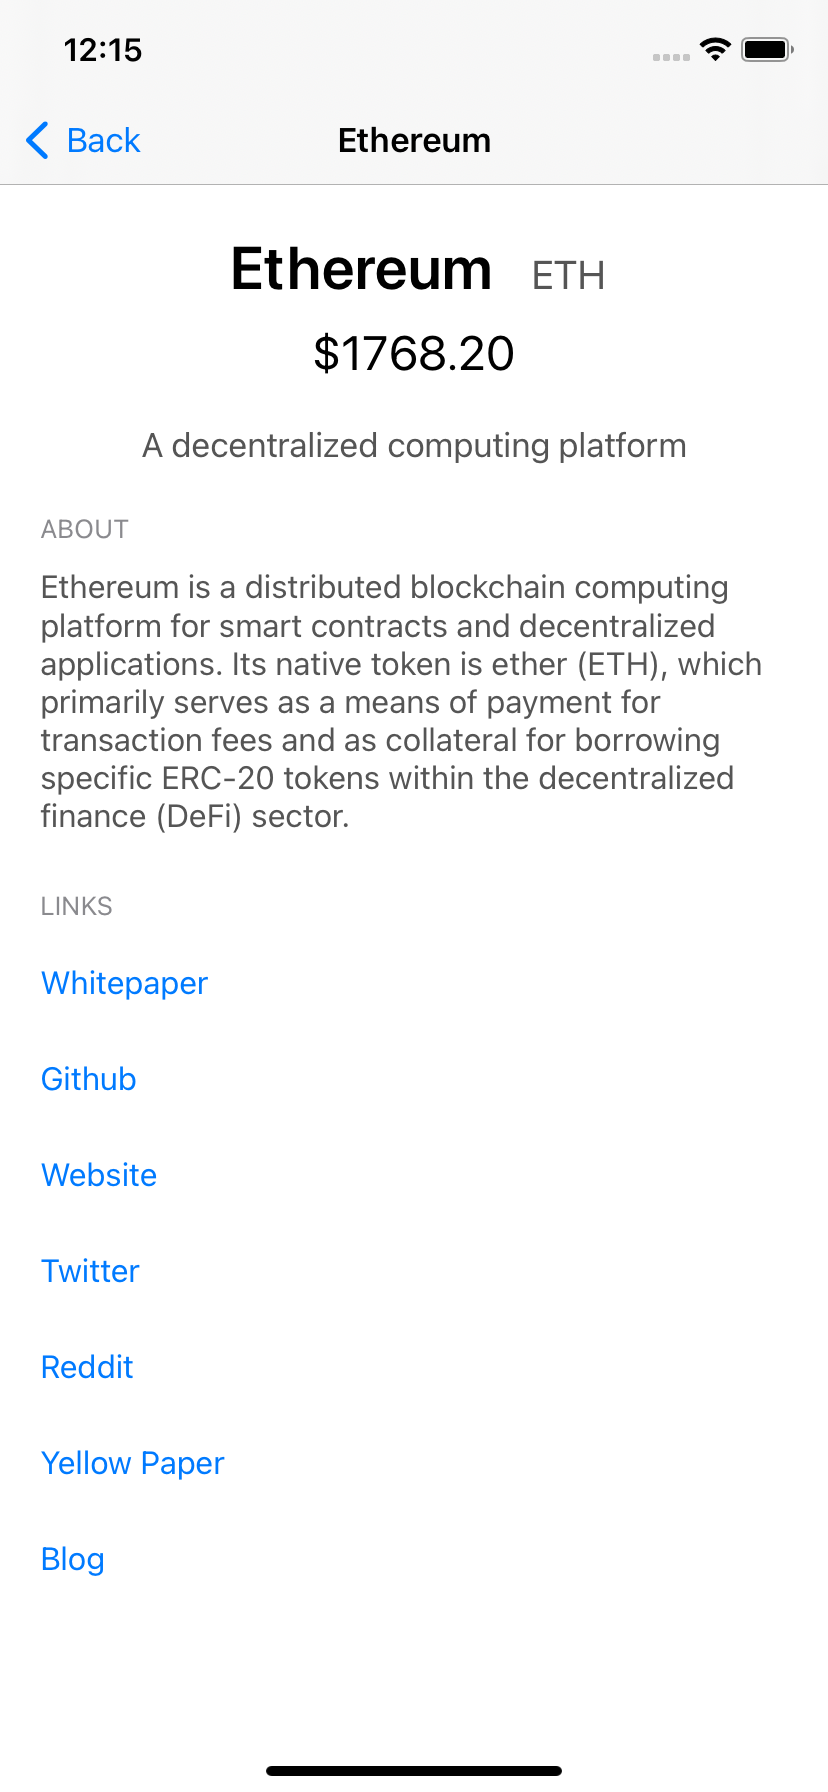 12:15
Back
Ethereum
Ethereum ETH
$1768.20
A decentralized computing platform
ABOUT
Ethereum is a distributed blockchain computing
platform for smart contracts and decentralized
applications. Its native token is ether (ETH), which
primarily serves as a means of payment for
transaction fees and as collateral for borrowing
specific ERC-20 tokens within the decentralized
finance (DeFi) sector.
LINKS
Whitepaper
Github
Website
Twitter
Reddit
Yellow Paper
Blog